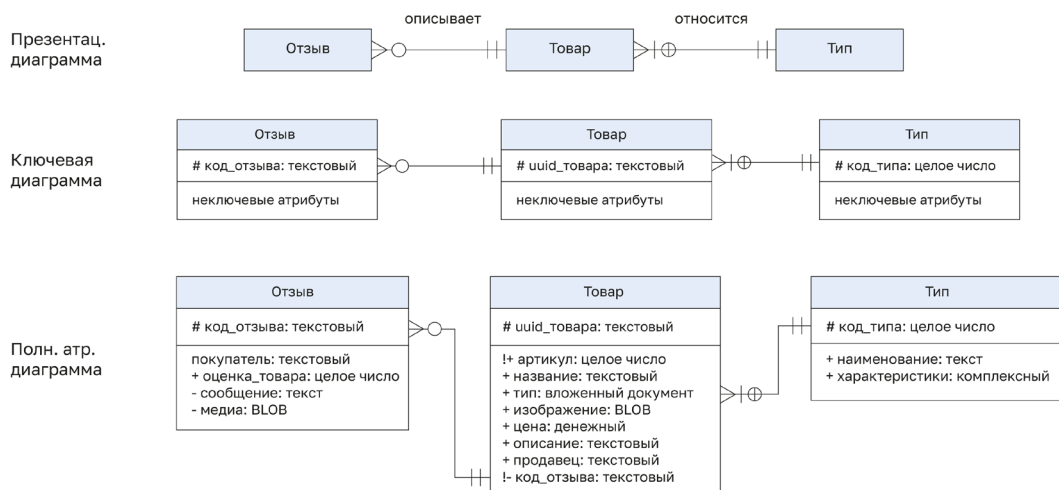 описывает
относится
Презентац.
диаграмма
Отзыв
Товар
Тип
Ключевая
диаграмма
Отзыв
# код_отзыва: текстовый
неключевые атрибуты
Товар
# uuid_товара: текстовый
неключевые атрибуты
Тип
# код_типа: целое число
неключевые атрибуты
Полн. атр.
диаграмма
Отзыв
# код_отзыва: текстовый
покупатель: текстовый
+ оценка_товара: целое число
- сообщение: текст
- медиа: BLOB
Товар
# uuid_товара: текстовый
!+ артикул: целое число
+ название: текстовый
+ тип: вложенный документ
+ изображение: BLOB
+ цена: денежный
+ описание: текстовый
+ продавец: текстовый
!- код_отзыва: текстовый
Тип
# код_типа: целое число
+ наименование: текст
+ характеристики: комплексный